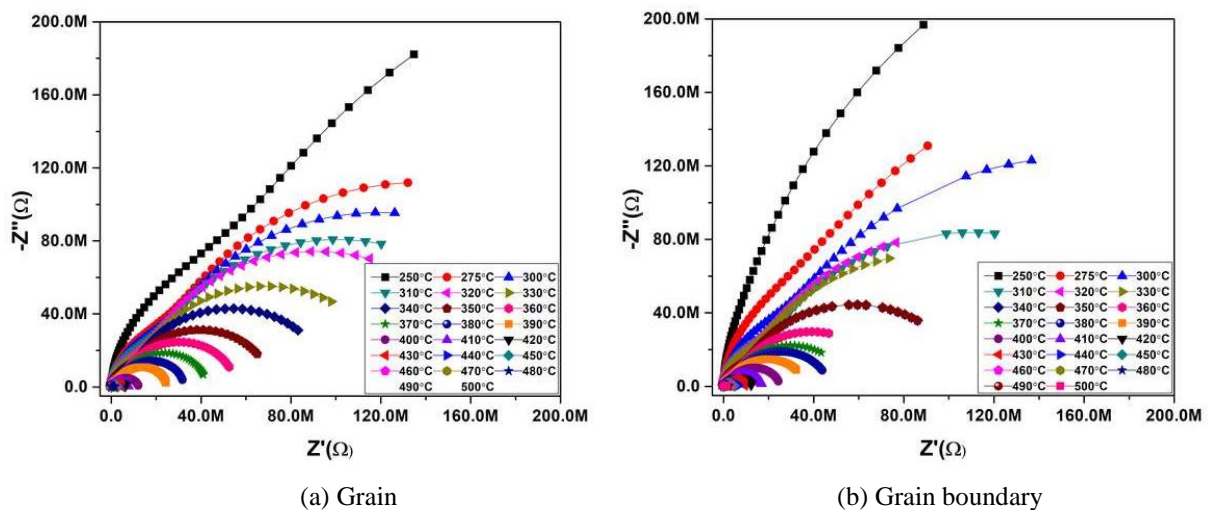 200.0M
160.0M
120.0M
80.0M
40.0M
0.0
-Z"(Ω)
0.0 40.0M 80.0M 120.0M 160.0M 200.0M
Z'(Ω)
250°C 275°C 300°C
310°C 320°C 330°C
340°C 350°C 360°C
370°C 380°C 390°C
400°C 410°C 420°C
430°C 440°C 450°C
460°C 470°C 480°C
490°C 500°C
(a) Grain
200.0M
160.0M
120.0M
80.0M
40.0M
0.0
-Z"(Ω)
0.0 40.0M 80.0M 120.0M 160.0M 200.0M
Z'(Ω)
250°C 275°C 300°C
310°C 320°C 330°C
340°C 350°C 360°C
370°C 380°C 390°C
400°C 410°C 420°C
430°C 440°C 450°C
460°C 470°C 480°C
490°C 500°C
(b) Grain boundary